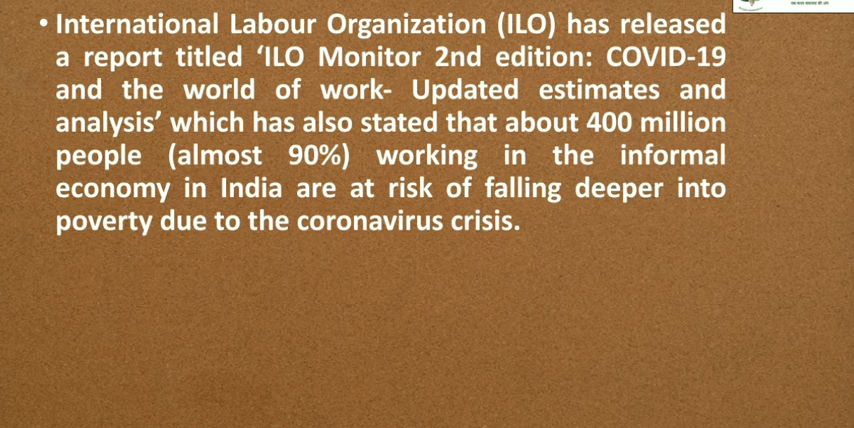 • International Labour Organization (ILO) has released
a report titled ‘ILO Monitor 2nd edition: COVID-19
and the world of work- Updated estimates and
analysis’ which has also stated that about 400 million
people (almost 90%) working in the informal
economy in India are at risk of falling deeper into
poverty due to the coronavirus crisis.